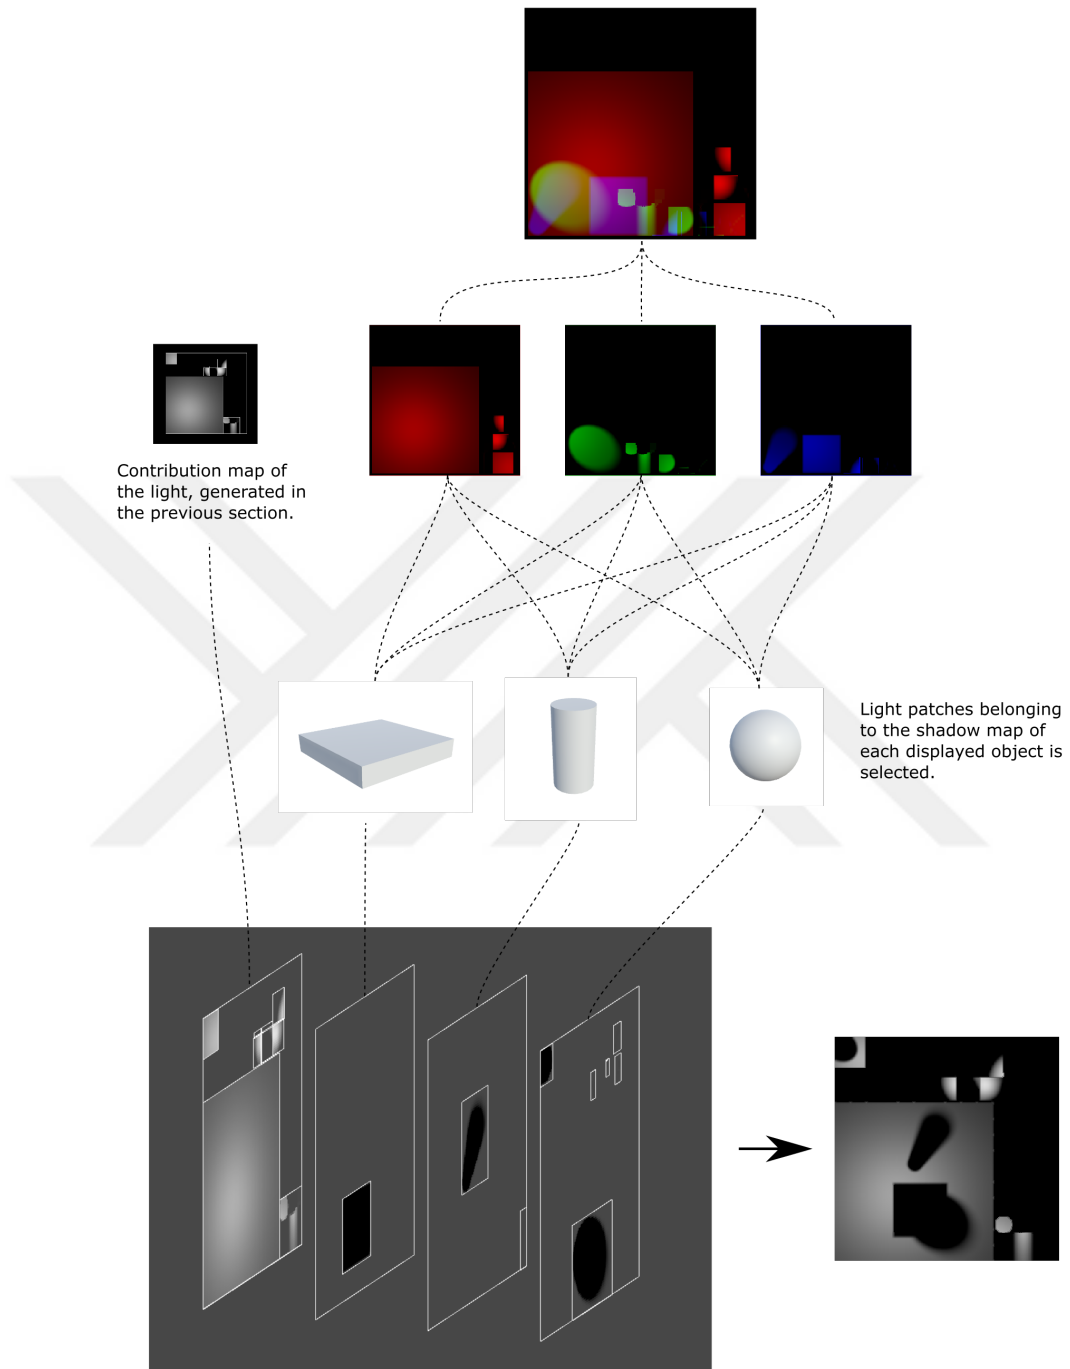 Contribution map of
the light, generated in
the previous section.
Light patches belonging
to the shadow map of
each displayed object is
selected.